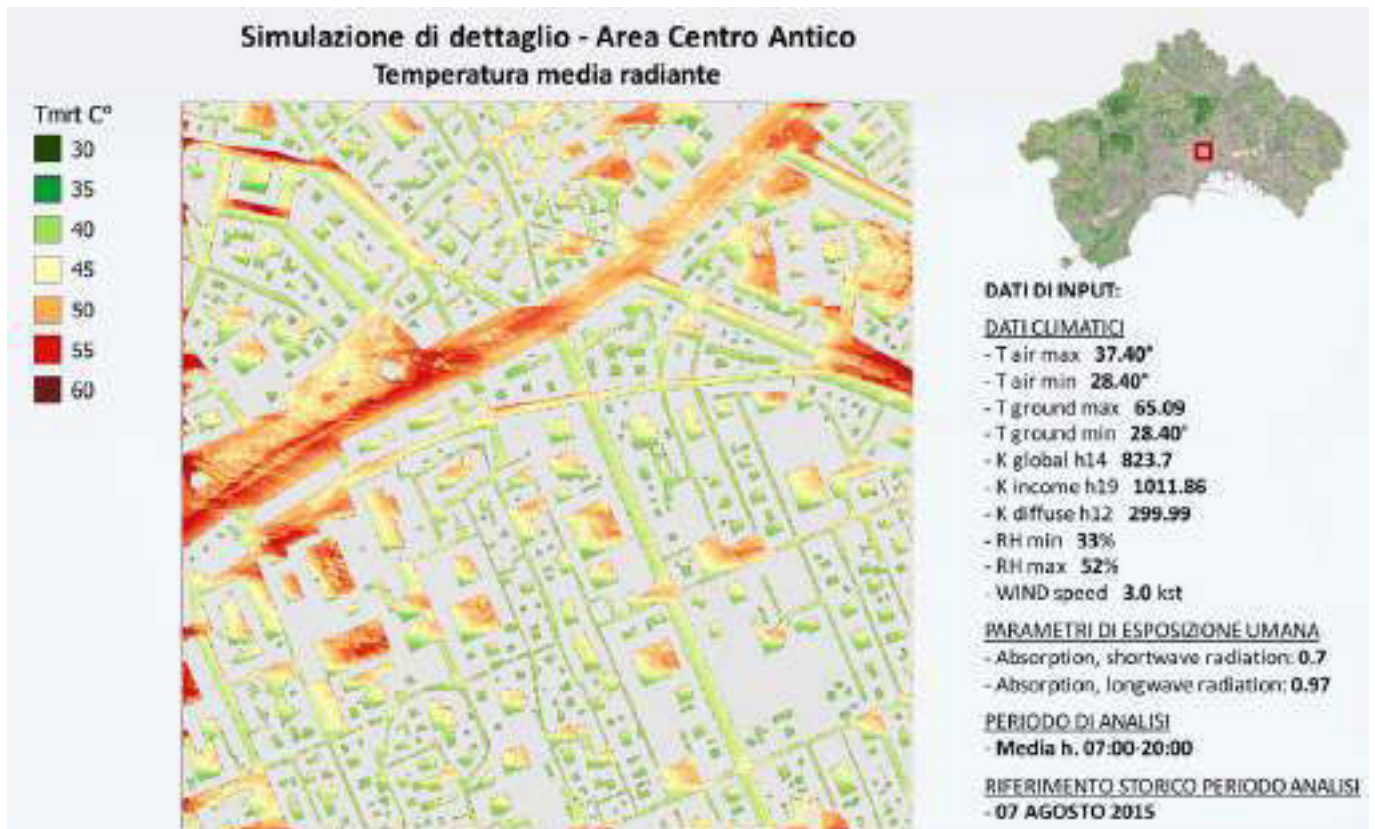 Simulazione di dettaglio - Area Centro Antico
Temperatura media radiante
Tmrt C°
30
35
40
45
50
55
60
DATI DI INPUT:
DATI CLIMATICI
- T air max 37.40°
- T air min 28.40°
- T ground max 65.09
- T ground min 28.40°
- K global h14 823.7
- K income h19 1011.86
- K diffuse h12 299.99
- RH min 33%
- RH max 52%
- WIND speed 3.0 kst
PARAMETRI DI ESPOSIZIONE UMANA
- Absorption, shortwave radiation: 0.7
- Absorption, longwave radiation: 0.97
PERIODO DI ANALISI
- Media h. 07:00-20:00
RIFERIMENTO STORICO PERIODO ANALISI
- 07 AGOSTO 2015